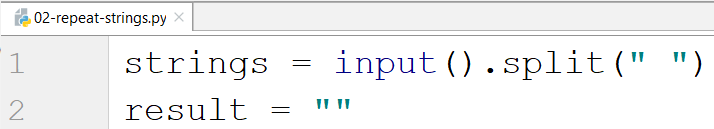 02-repeat-strings.py
1 strings = input().split(" ")
2 result = ""